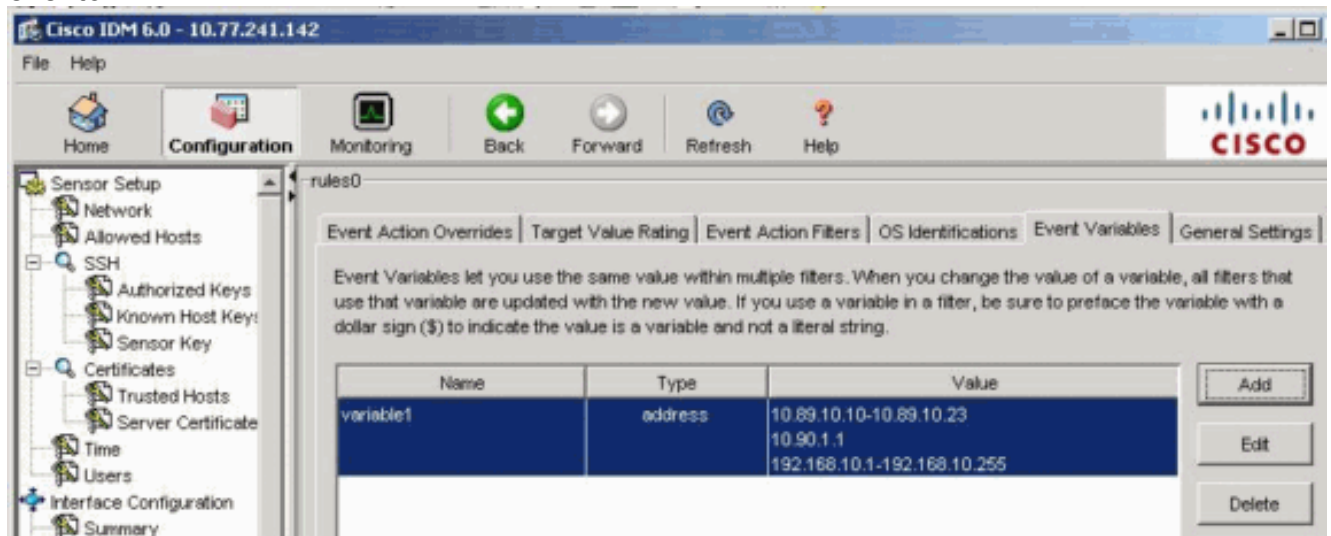 Cisco IDM 6.0 - 10.77.241.142
File Help
Home Configuration Monitoring Back Forward Refresh Help
CISCO
Sensor Setup
Network
Allowed Hosts
SSH
Authorized Keys
Known Host Keys
Sensor Key
Certificates
Trusted Hosts
Server Certificate
Time
Users
Interface Configuration
Summary
rules0
Event Action Overrides Target Value Rating Event Action Filters OS Identifications Event Variables General Settings
Event Variables let you use the same value within multiple filters. When you change the value of a variable, all filters that
use that variable are updated with the new value. If you use a variable in a filter, be sure to preface the variable with a
dollar sign ($) to indicate the value is a variable and not a literal string.
Name Type Value
variable1 address 10.89.10.10-10.89.10.23
10.90.1.1
192.168.10.1-192.168.10.255
Add
Edit
Delete